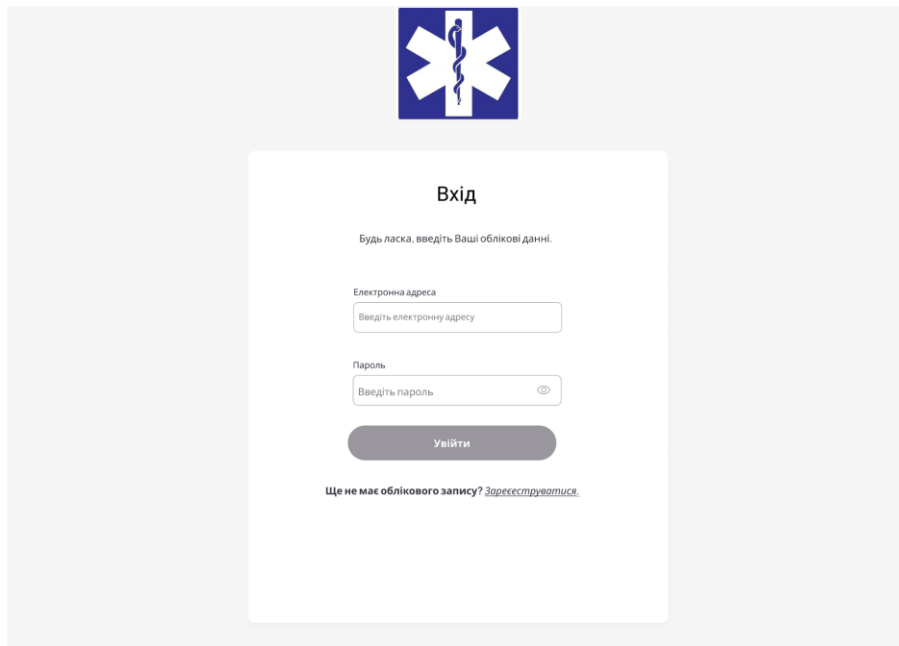 Вхід
Будь ласка, введіть Ваші облікові данні.
Електронна адреса
Введіть електронну адресу
Пароль
Введіть пароль
Увійти
Ще не має облікового запису? Зареєеструватися.